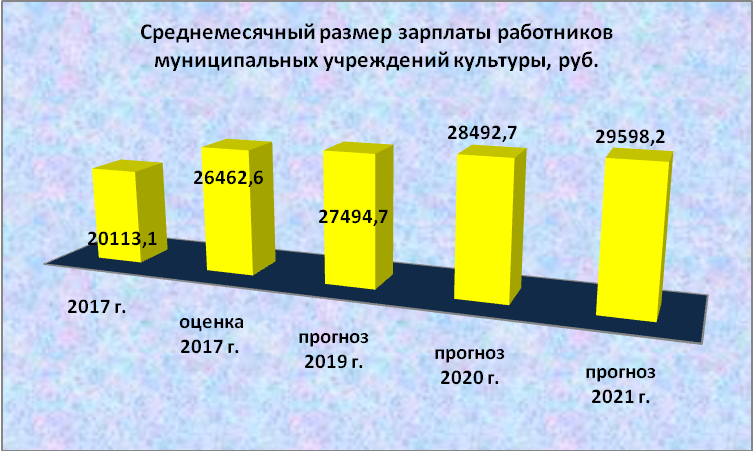 Среднемесячный размер зарплаты работников
муниципальных учреждений культуры, руб.
20113,1
26462,6
27494,7
28492,7
29598,2
2017 г.
оценка
2017 г.
прогноз
2019 г.
прогноз
2020 г.
прогноз
2021 г.